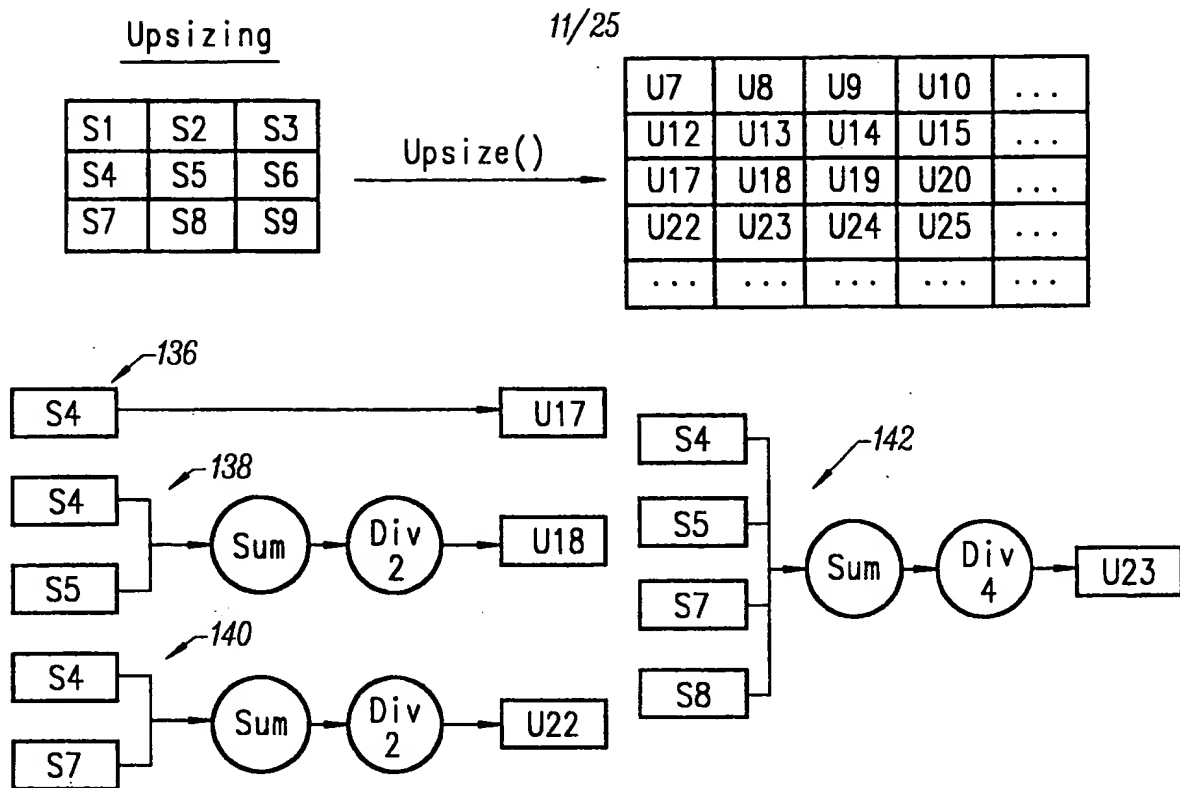 11/25
Upsizing
S1 S2 S3
S4 S5 S6
S7 S8 S9
Upsize()
U7 U8 U9 U10 ...
U12 U13 U14 U15 ...
U17 U18 U19 U20 ...
U22 U23 U24 U25 ...
... ... ... ... ...
136
S4 U17
138
S4
S5
Sum
Div 2
U18
140
S4
S7
Sum
Div 2
U22
142
S4
S5
S7
S8
Sum
Div 4
U23